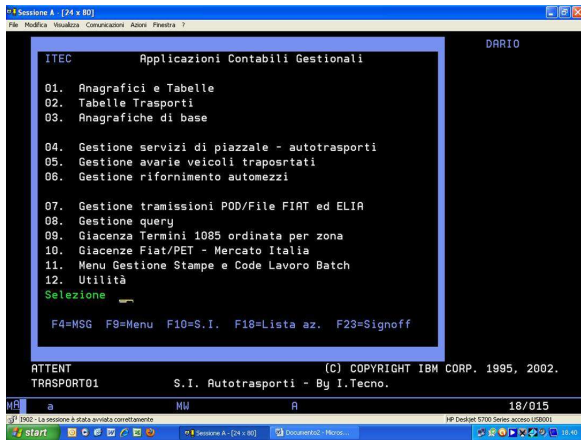 Sessione A - [24 x 80]
File Modifica Visualizza Comunicazioni Azioni Finestra ?
DARIO
ITEC Applicazioni Contabili Gestionali
01. Anagrafici e Tabelle
02. Tabelle Trasporti
03. Anagrafiche di base
04. Gestione servizi di piazzale - autotrasporti
05. Gestione avarie veicoli traposrtati
06. Gestione rifornimento automezzi
07. Gestione tramissioni POD/File FIAT ed ELIA
08. Gestione query
09. Giacenza Termini 1085 ordinata per zona
10. Giacenze Fiat/PET - Mercato Italia
11. Menu Gestione Stampe e Code Lavoro Batch
12. Utilità
Selezione
F4=MSG F9=Menu F10=S.I. F18=Lista az. F23=Signoff
ATTENT (C) COPYRIGHT IBM CORP. 1995, 2002.
TRASPORT01 S.I. Autotrasporti - By I.Tecno.
MA a MW A 18/015
I902 - La sessione è stata avviata correttamente HP Deskjet 5700 Series accesso USB001
start Sessione A - [24 x 80] Documento2 - Micros... 18.40